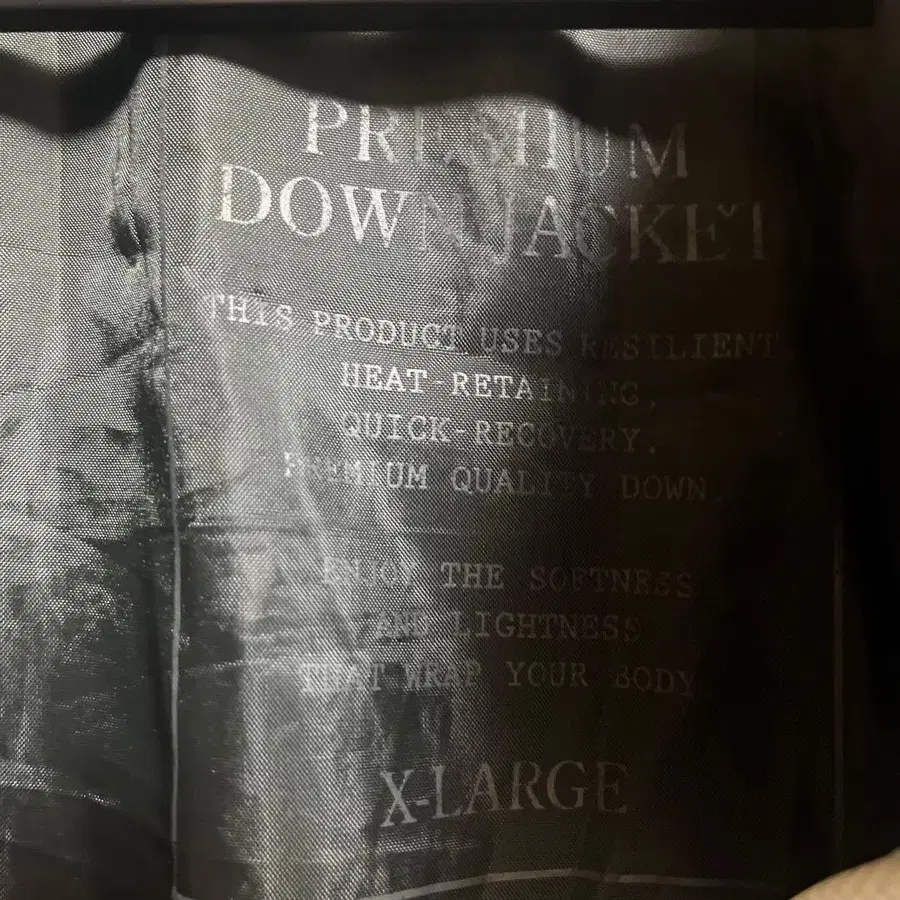 PREMIUM
DOWN JACKET
THIS PRODUCT USES RESILIENT
HEAT-RETAINING,
QUICK-RECOVERY.
PREMIUM QUALITY DOWN.
ENJOY THE SOFTNESS
AND LIGHTNESS
THAT WRAP YOUR BODY
X-LARGE